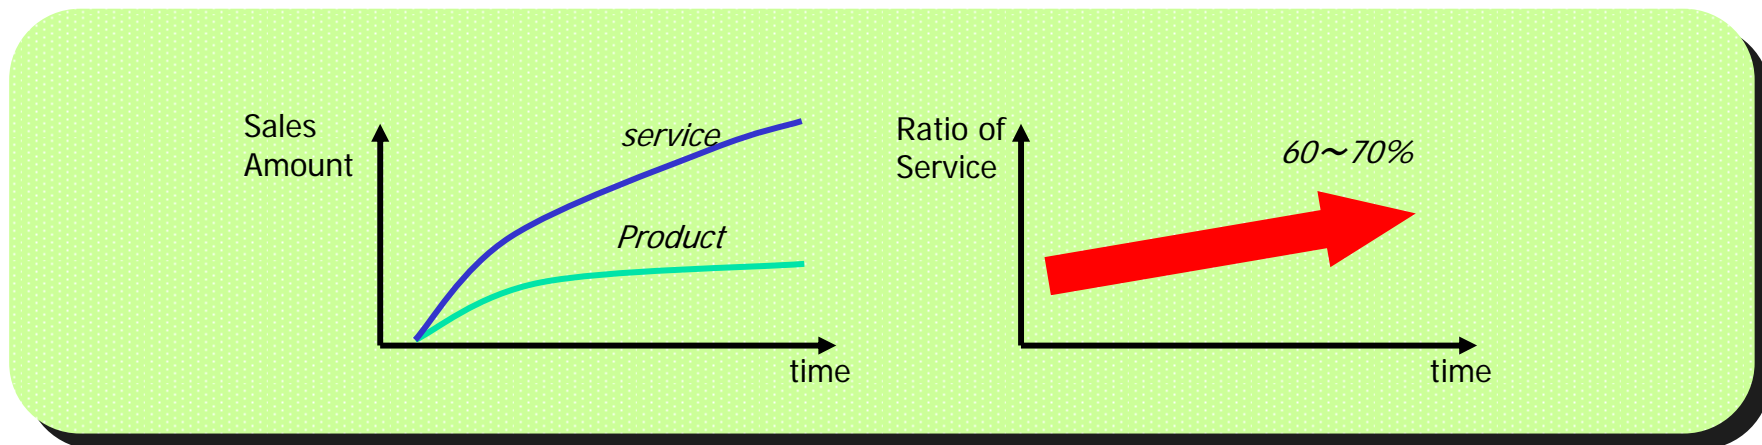 Sales
Amount
service
Product
time
Ratio of
Service
60～70%
time